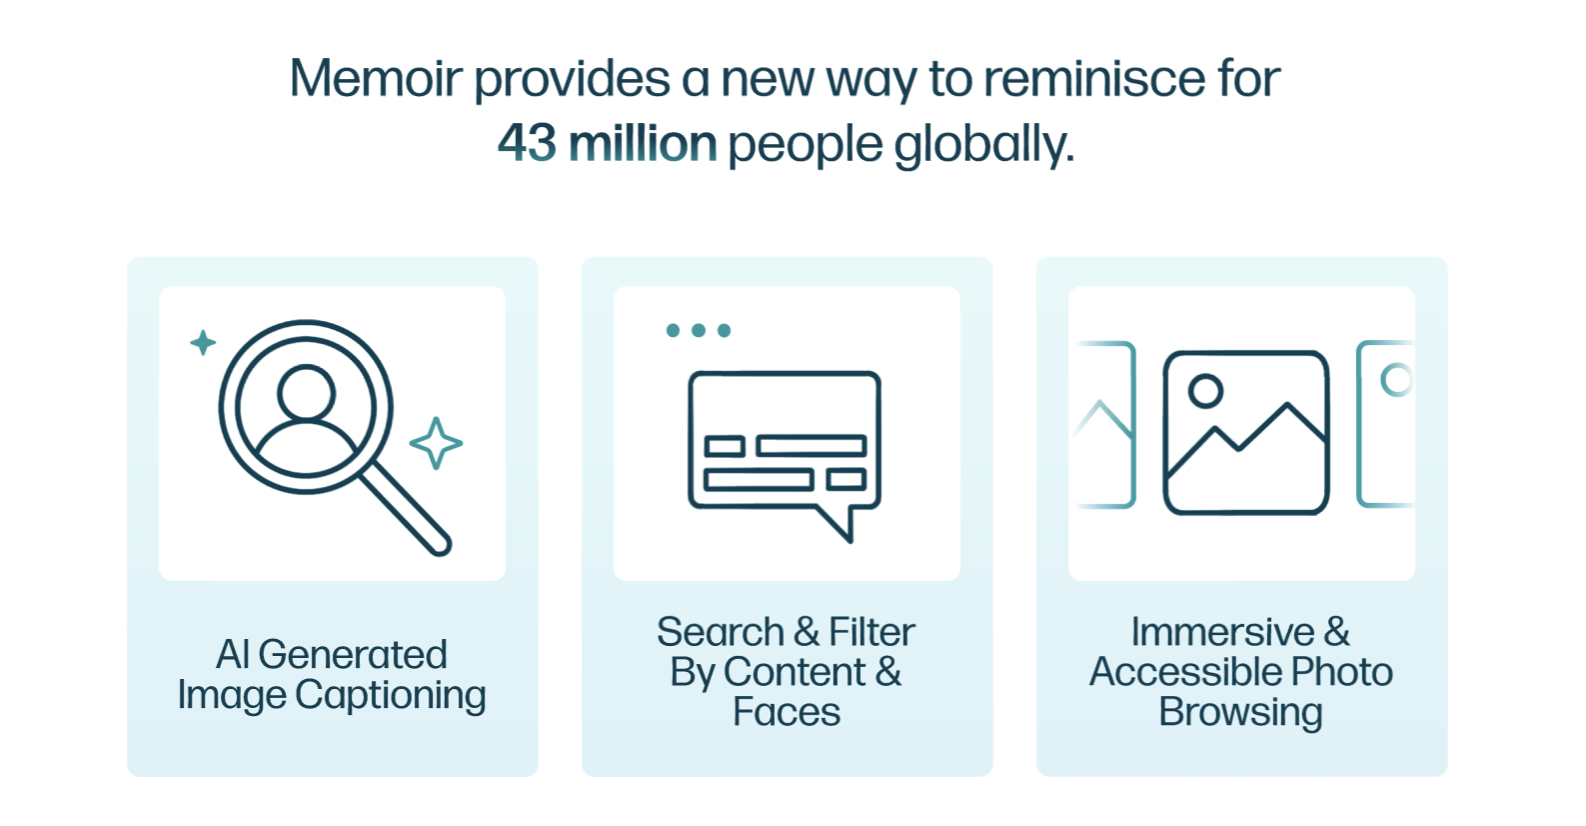 Memoir provides a new way to reminisce for
43 million people globally.
AI Generated
Image Captioning
Search & Filter
By Content &
Faces
Immersive &
Accessible Photo
Browsing